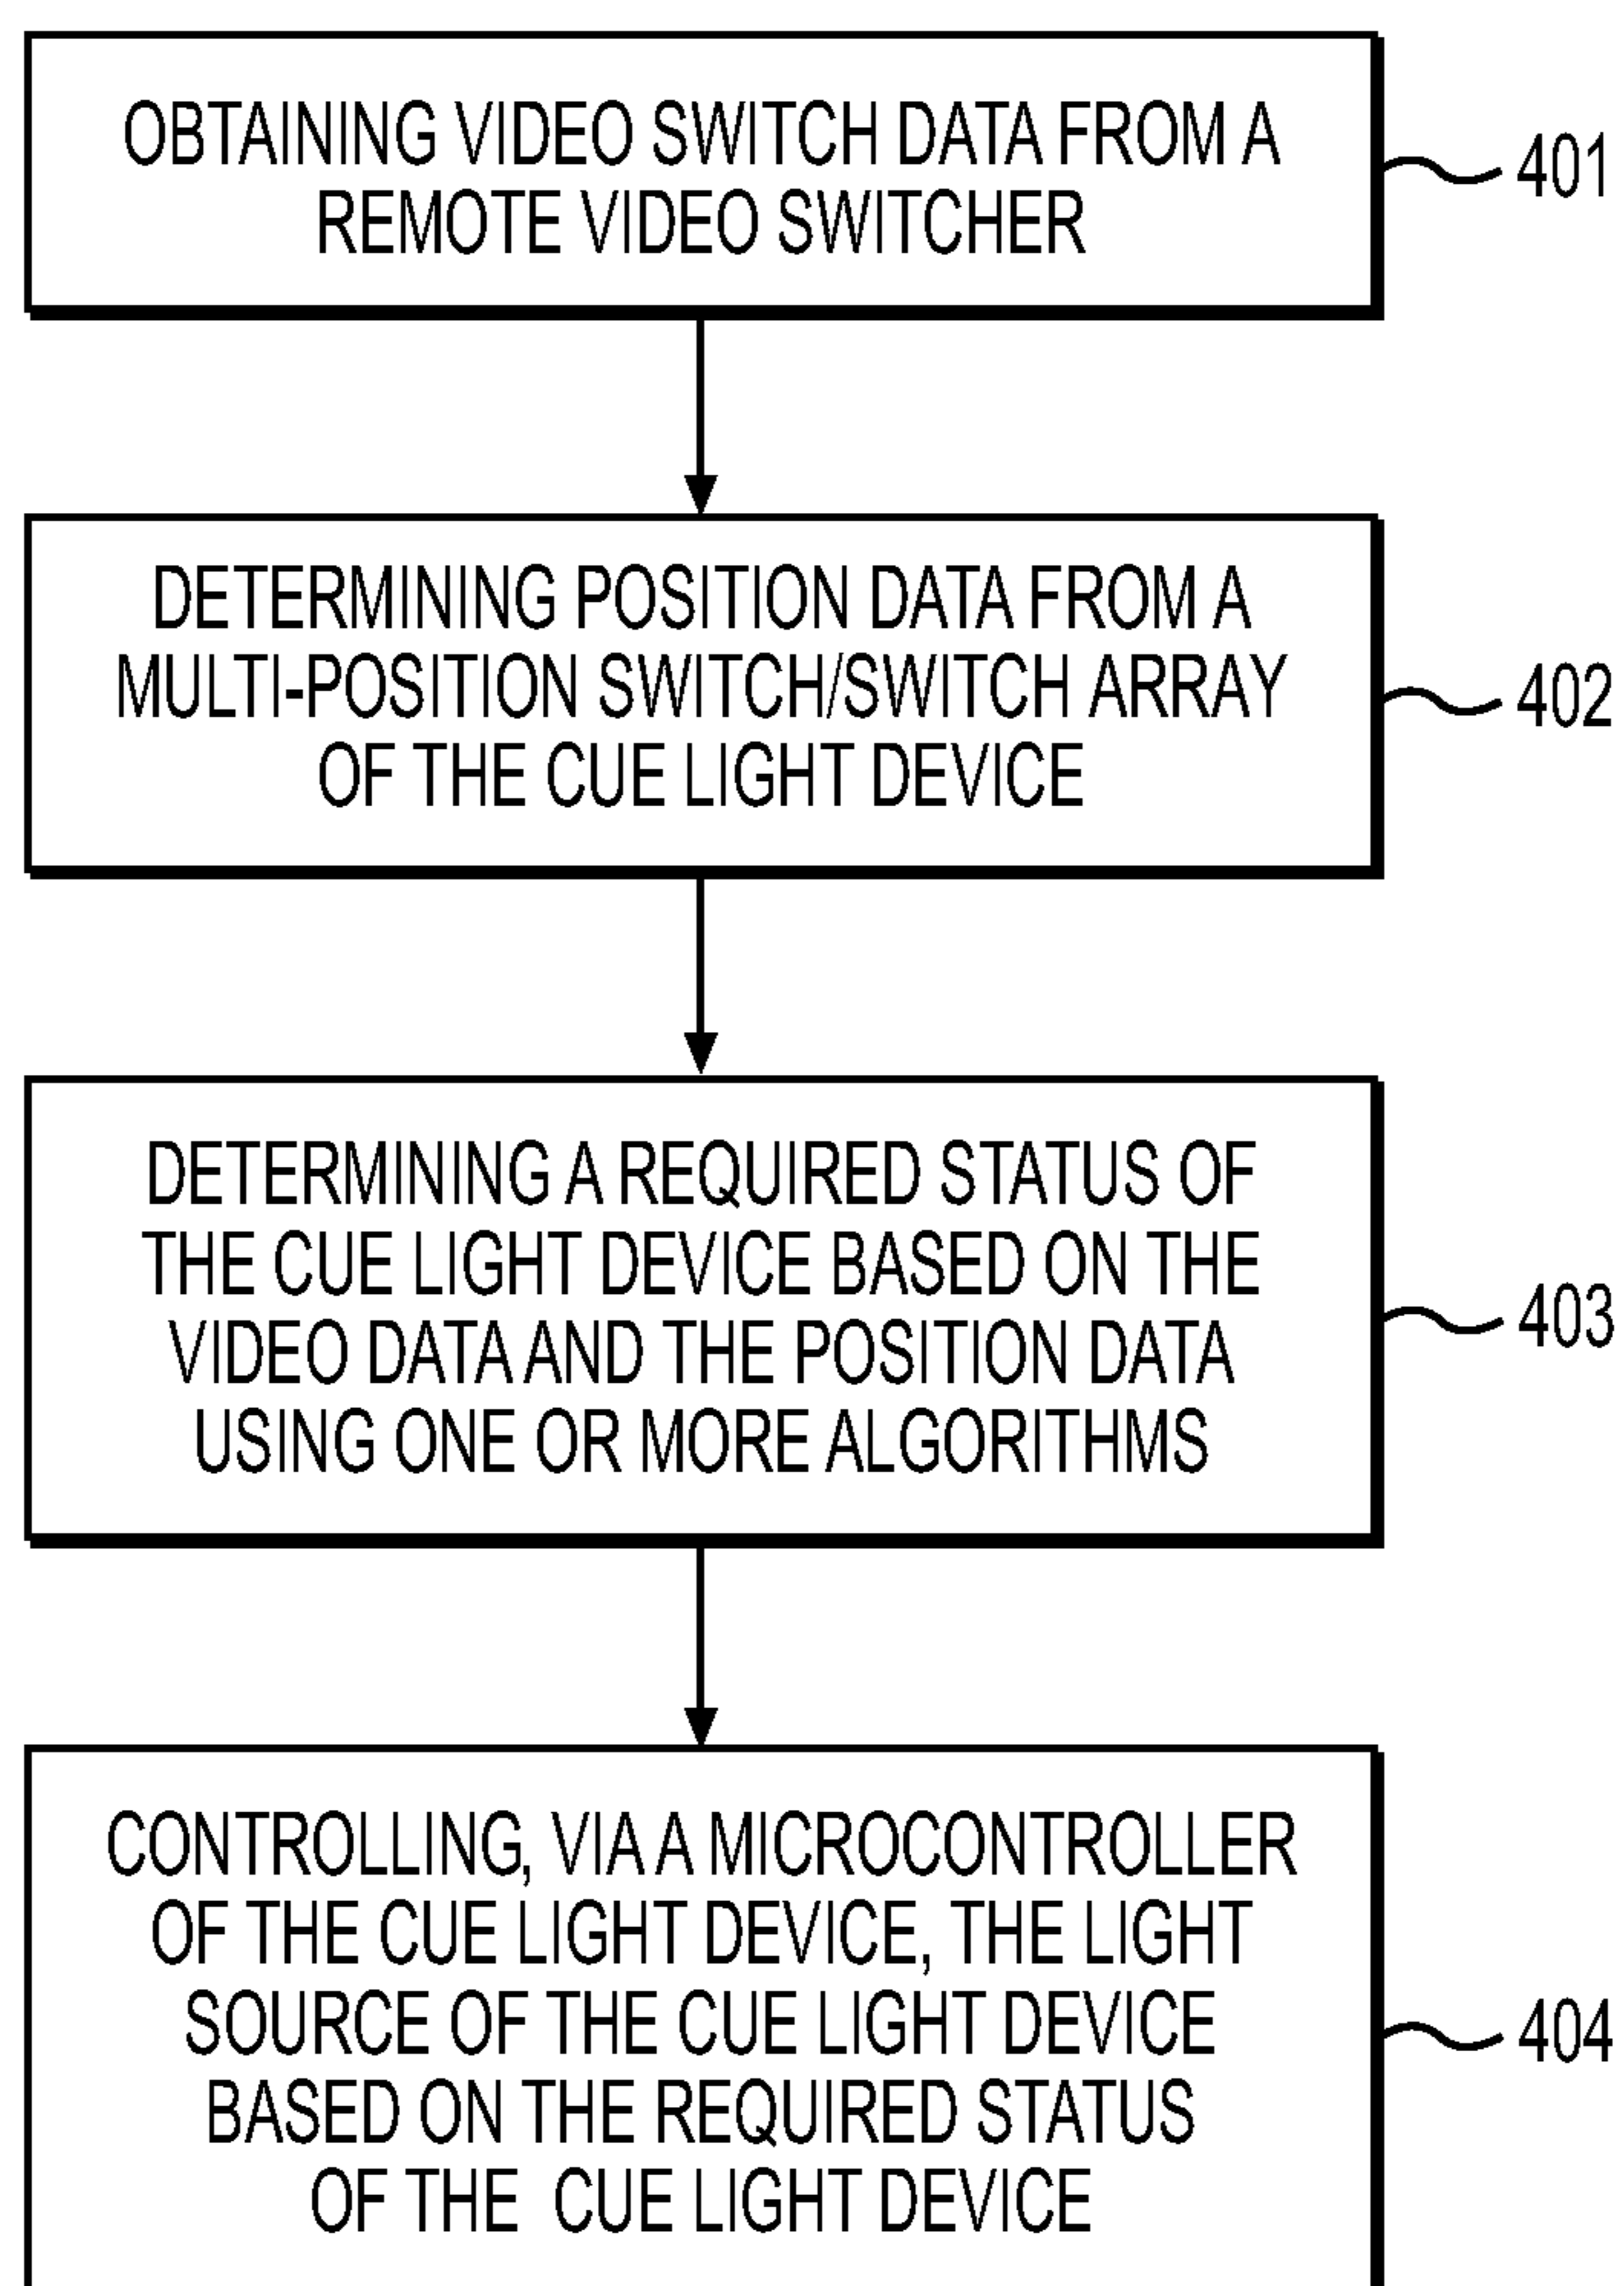 OBTAINING VIDEO SWITCH DATA FROM A
REMOTE VIDEO SWITCHER
401
DETERMINING POSITION DATA FROM A
MULTI-POSITION SWITCH/SWITCH ARRAY
OF THE CUE LIGHT DEVICE
402
DETERMINING A REQUIRED STATUS OF
THE CUE LIGHT DEVICE BASED ON THE
VIDEO DATA AND THE POSITION DATA
USING ONE OR MORE ALGORITHMS
403
CONTROLLING, VIA A MICROCONTROLLER
OF THE CUE LIGHT DEVICE, THE LIGHT
SOURCE OF THE CUE LIGHT DEVICE
BASED ON THE REQUIRED STATUS
OF THE CUE LIGHT DEVICE
404